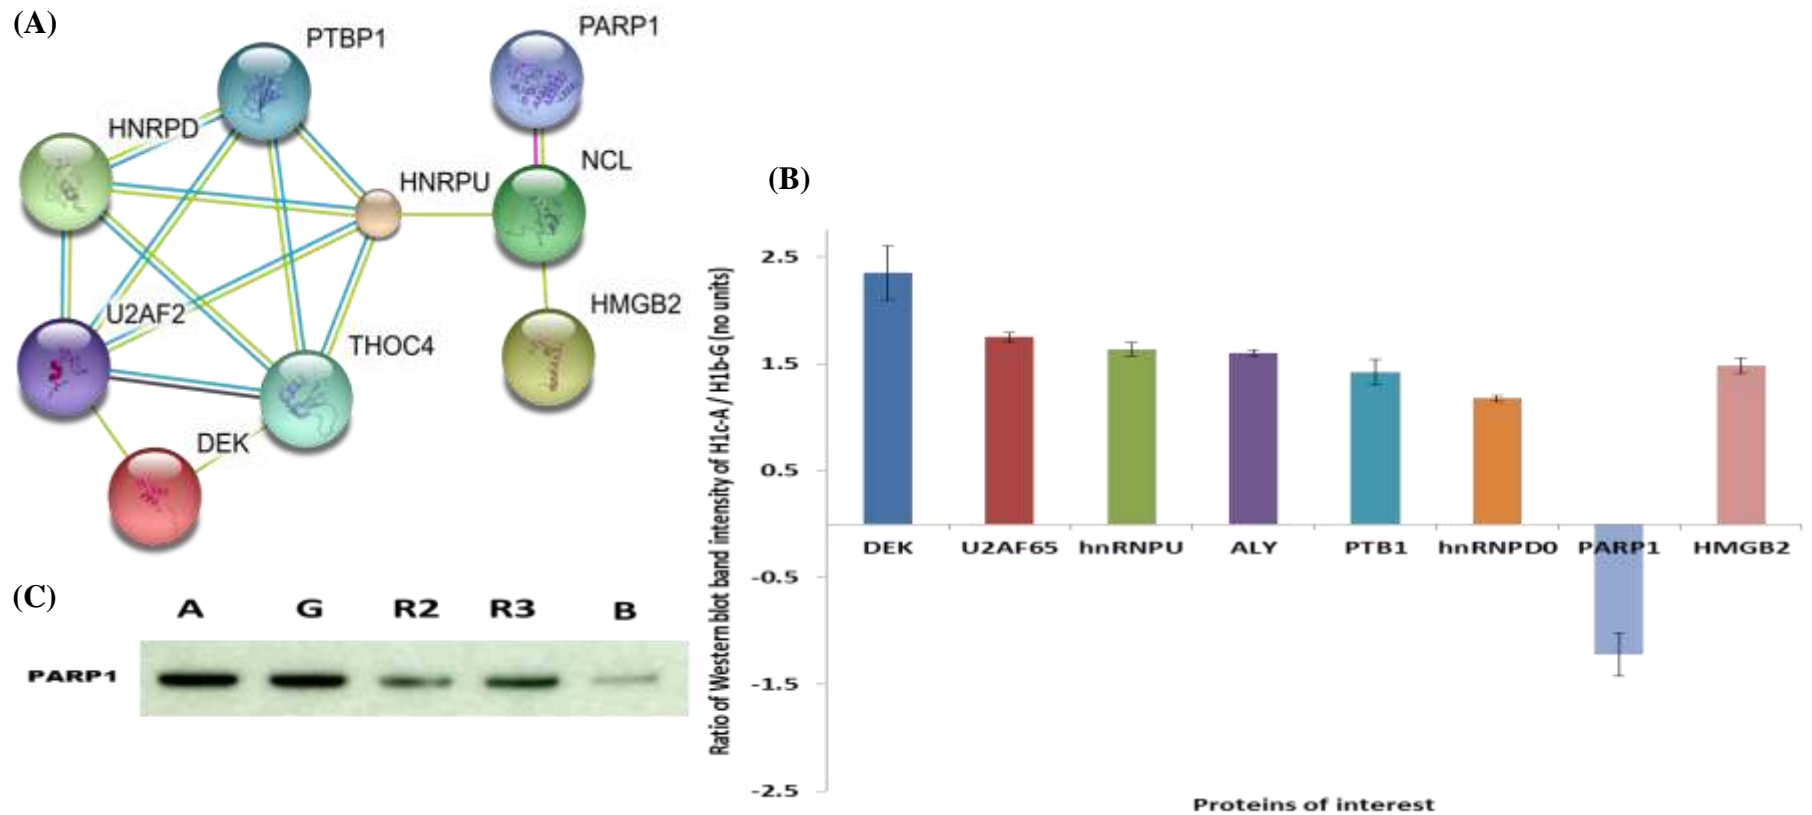 (A)
PTBP1
PARP1
HNRPD
NCL
HNRPU
U2AF2
HMGB2
THOC4
DEK
(B)
Ratio of Western blot band intensity of H1c-A / H1b-G (no units)
2.5
1.5
0.5
-0.5
-1.5
-2.5
DEK U2AF65 hnRNPU ALY PTB1 hnRNPD0 PARP1 HMGB2
Proteins of interest
(C)
A G R2 R3 B
PARP1